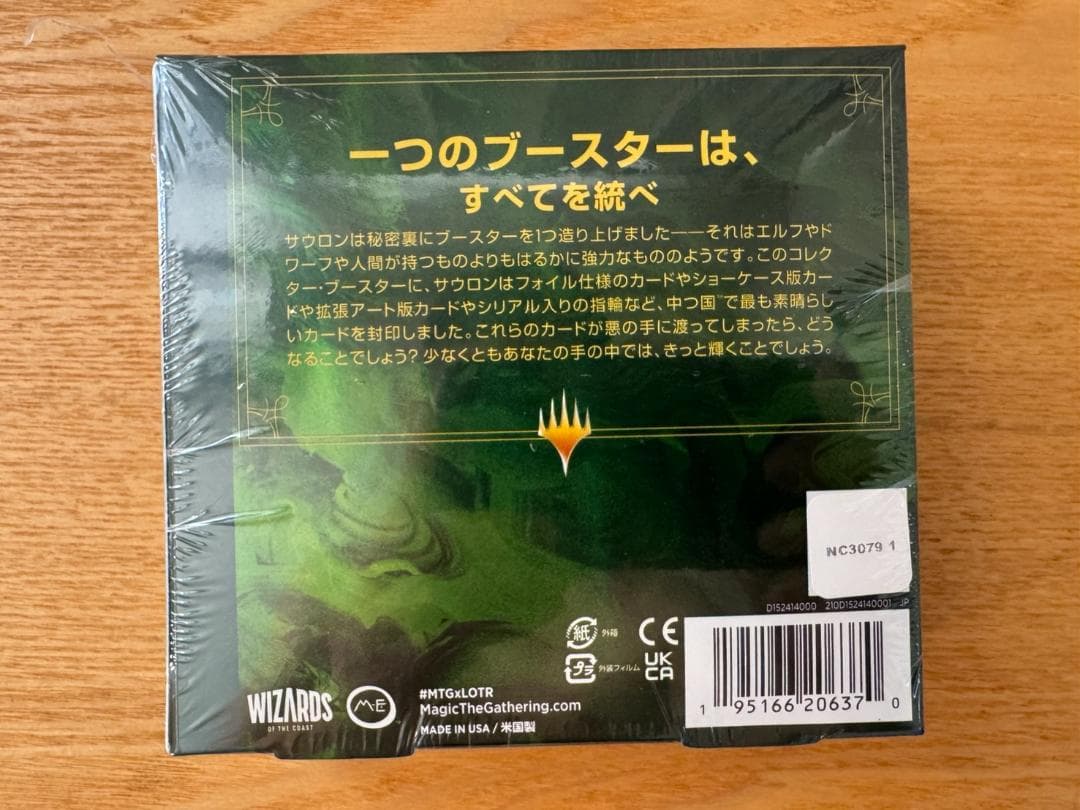 一つのブースターは、
すべてを統べ
サウロンは秘密裏にブースターを1つ造り上げました――それはエルフやド
ワーフや人間が持つものよりもはるかに強力なもののようです。このコレク
ター・ブースターに、サウロンはフォイル仕様のカードやショーケース版カー
ドや拡張アート版カードやシリアル入りの指輪など、中つ国で最も素晴らし
いカードを封印しました。これらのカードが悪の手に渡ってしまったら、どう
なることでしょう？少なくともあなたの手の中では、きっと輝くことでしょう。
NC3079 1
D152414000 210D1524140001 JP
紙 外箱
CE
プラ 外装フィルム
UK
CA
WIZARDS
OF THE COAST
M-E
#MTGxLOTR
MagicTheGathering.com
MADE IN USA / 米国製
1 95166 20637 0